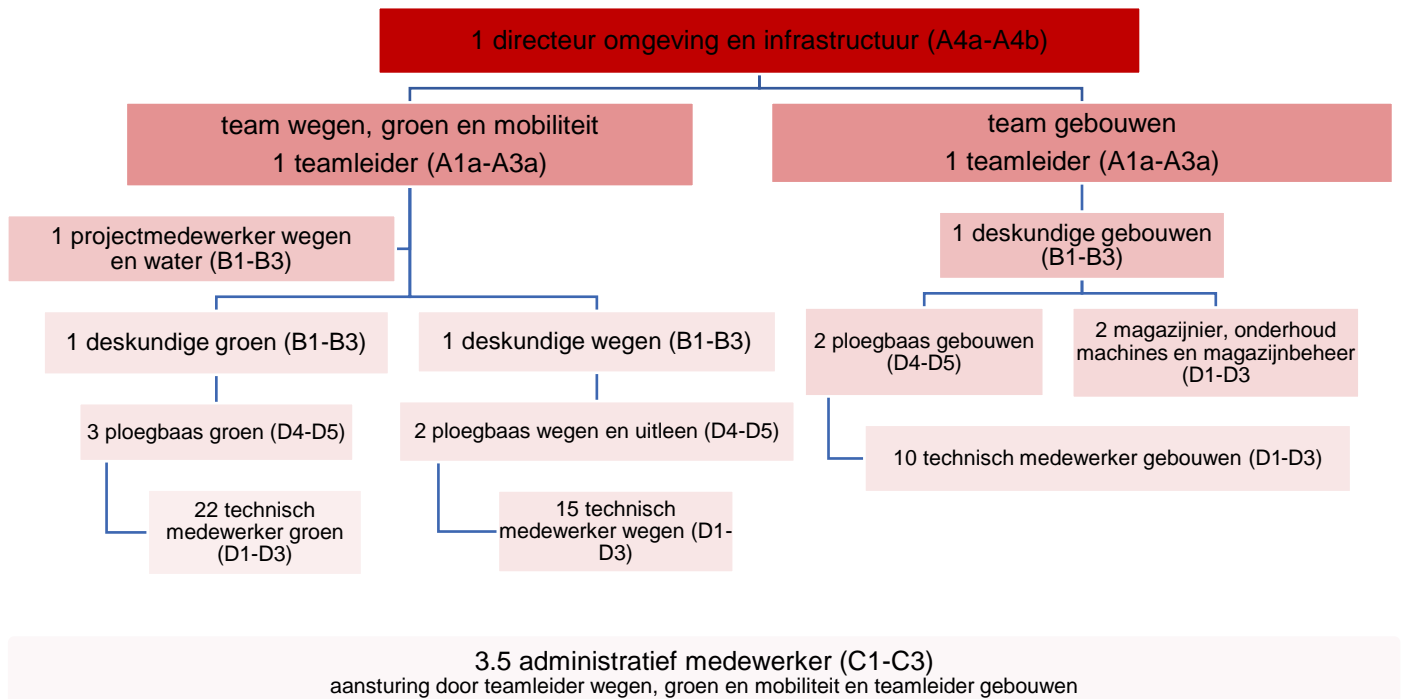 1 directeur omgeving en infrastructuur (A4a-A4b)
team wegen, groen en mobiliteit
1 teamleider (A1a-A3a)
team gebouwen
1 teamleider (A1a-A3a)
1 projectmedewerker wegen
en water (B1-B3)
1 deskundige gebouwen
(B1-B3)
1 deskundige groen (B1-B3)
1 deskundige wegen (B1-B3)
2 ploegbaas gebouwen
(D4-D5)
2 magazijnier, onderhoud
machines en magazijnbeheer
(D1-D3
3 ploegbaas groen (D4-D5)
2 ploegbaas wegen en uitleen (D4-D5)
10 technisch medewerker gebouwen (D1-D3)
22 technisch
medewerker groen
(D1-D3)
15 technisch
medewerker wegen (D1-
D3)
3.5 administratief medewerker (C1-C3)
aansturing door teamleider wegen, groen en mobiliteit en teamleider gebouwen